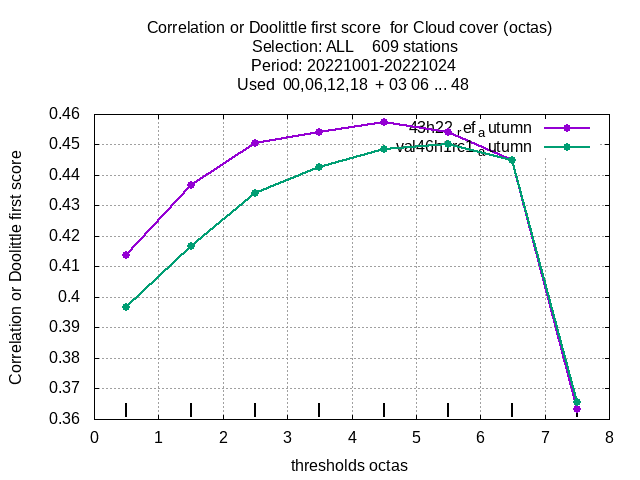 Correlation or Doolittle first score  for Cloud cover (octas)
Selection: ALL    609 stations
Period: 20221001-20221024
Used  00,06,12,18  + 03 06 ... 48
43h22_ref_autumn
val46h1rc1_autumn
0.46
0.45
0.44
0.43
0.42
0.41
0.4
0.39
0.38
0.37
0.36
Correlation or Doolittle first score
0 1 2 3 4 5 6 7 8
thresholds octas